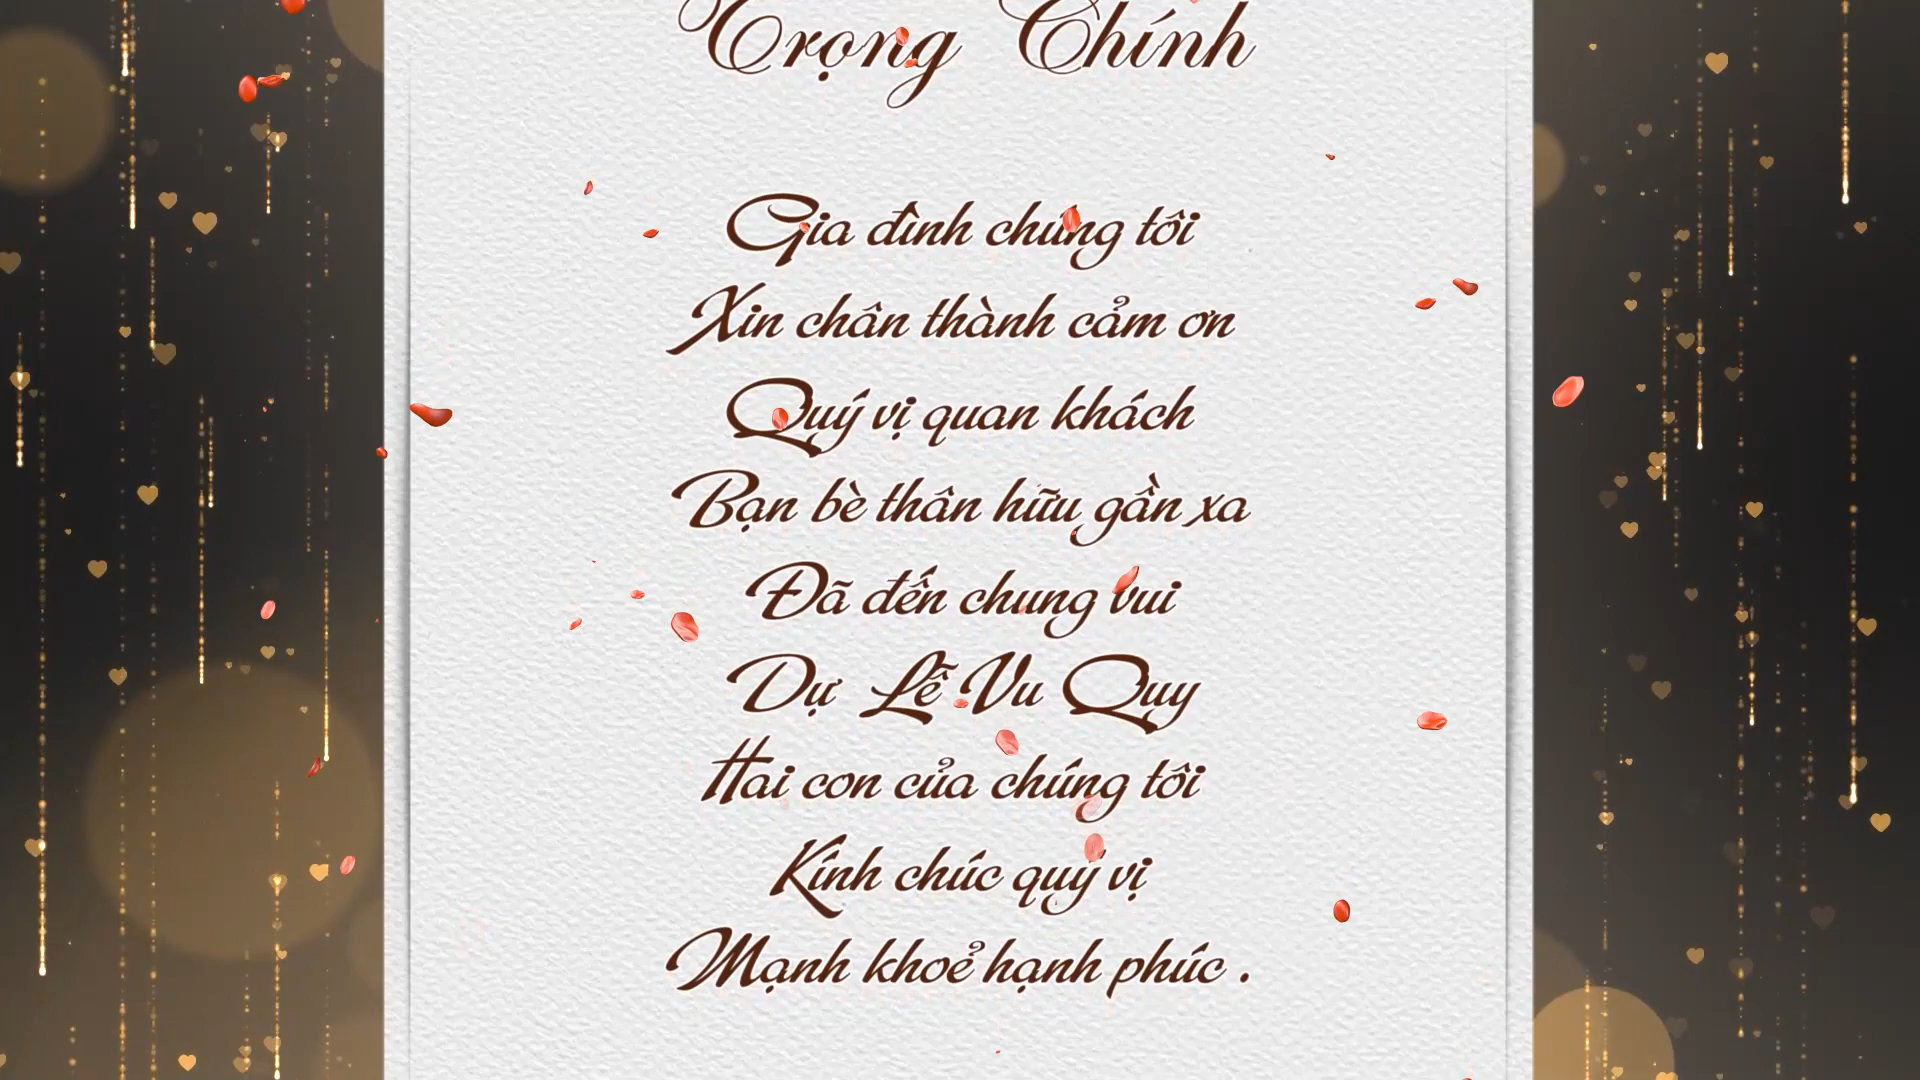 Trọng Chính
Gia đình chúng tôi
Xin chân thành cảm ơn
Quý vị quan khách
Bạn bè thân hữu gần xa
Đã đến chung vui
Dự Lễ Vu Quy
Hai con của chúng tôi
Kính chúc quý vị
Mạnh khoẻ hạnh phúc .